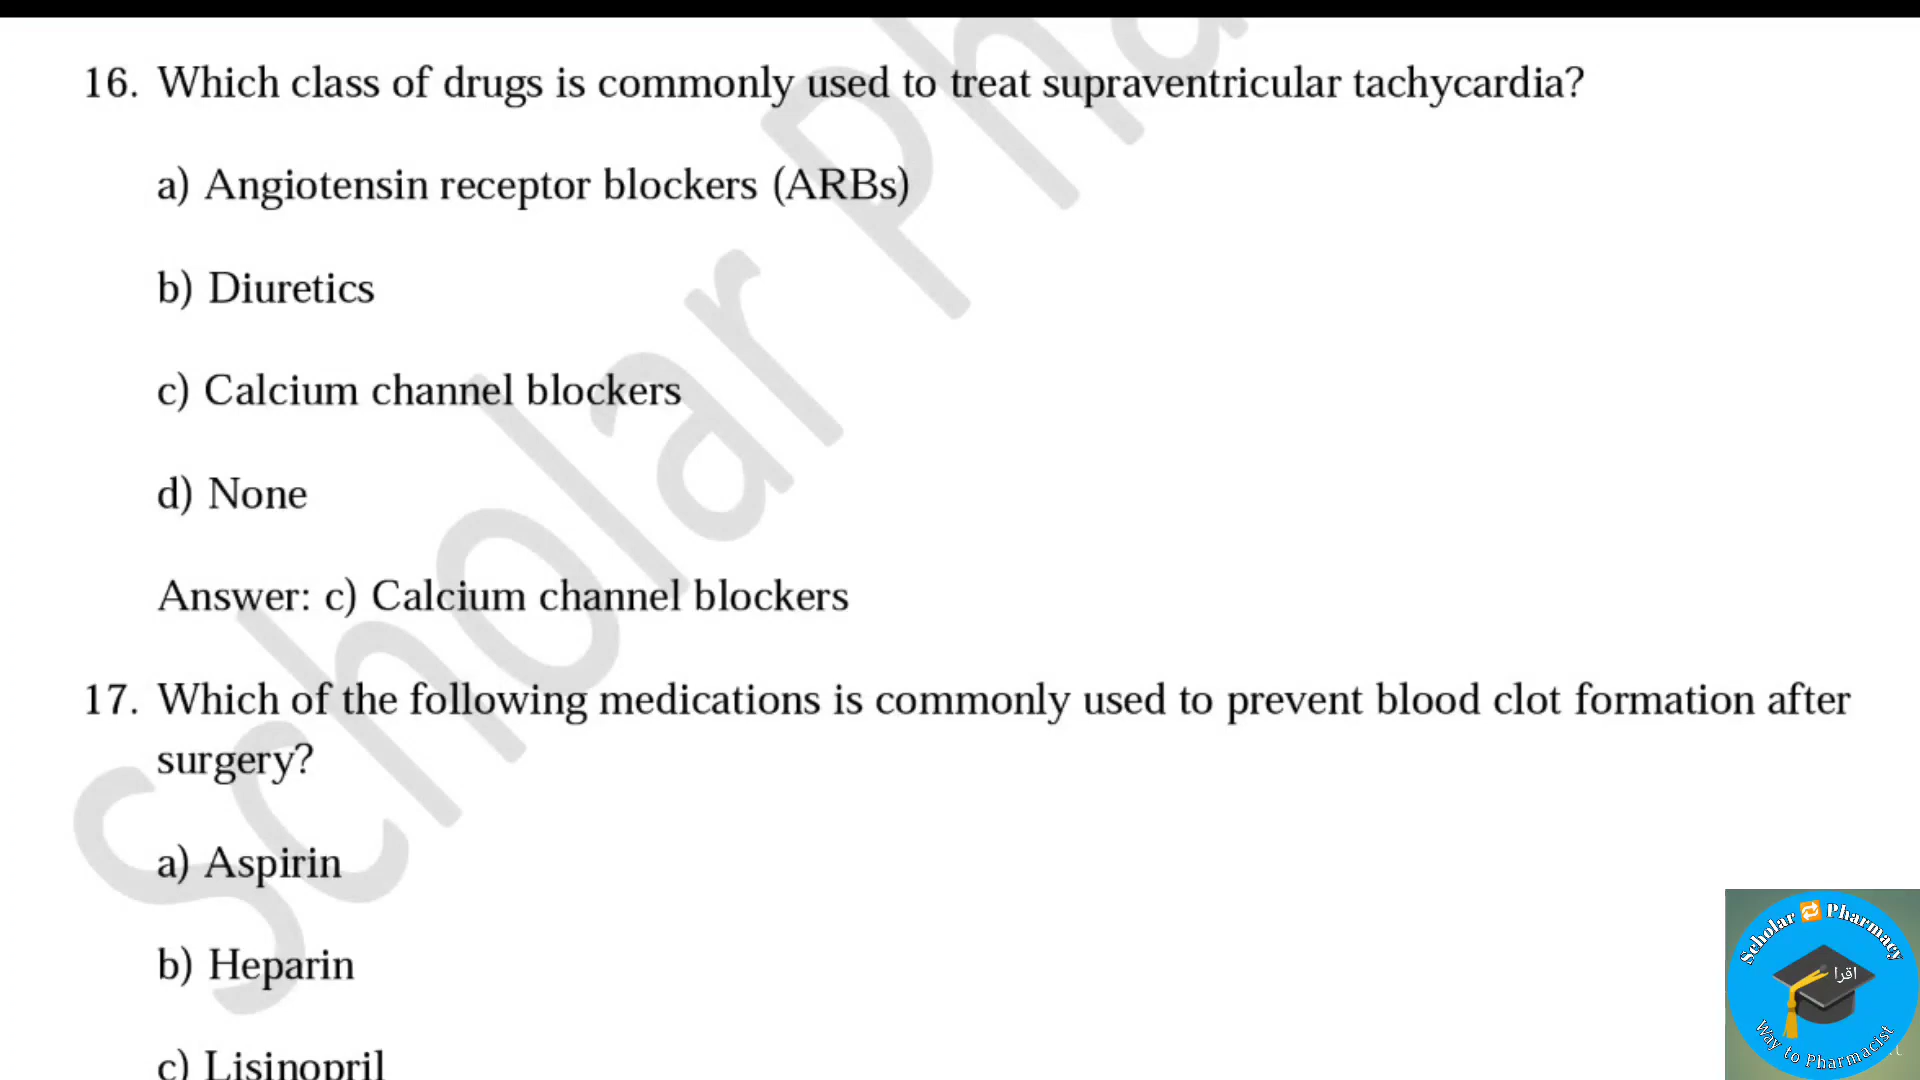 16. Which class of drugs is commonly used to treat supraventricular tachycardia?
a) Angiotensin receptor blockers (ARBs)
b) Diuretics
c) Calcium channel blockers
d) None
Answer: c) Calcium channel blockers
17. Which of the following medications is commonly used to prevent blood clot formation after
surgery?
a) Aspirin
b) Heparin
c) Lisinopril
Scholar Pha
Scholar 🔁 Pharmacy
اقرا
Way to Pharmacist